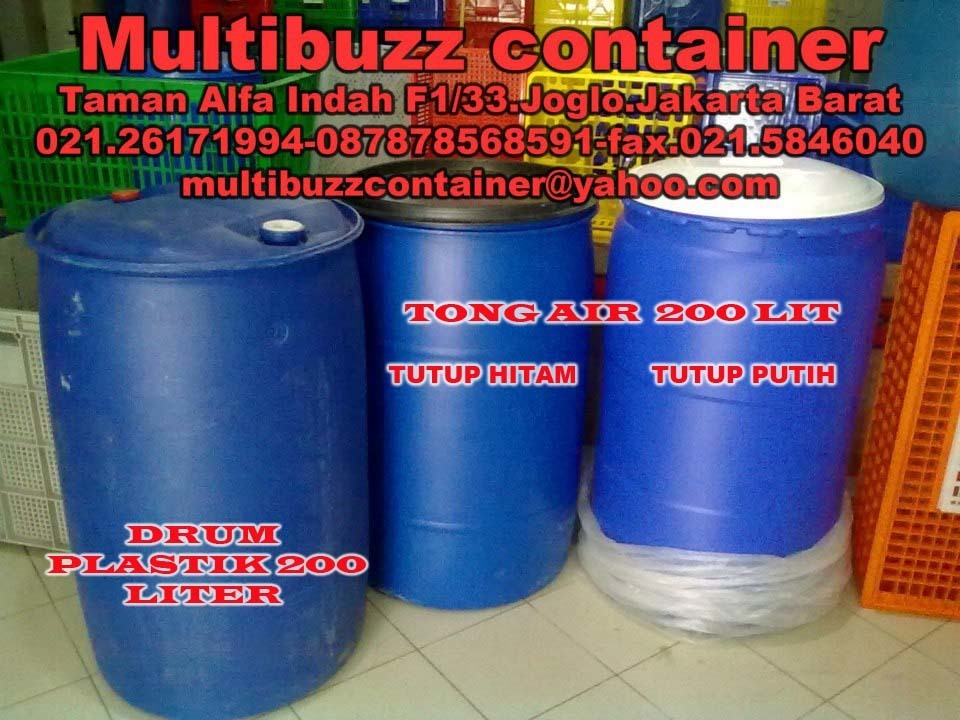 Multibuzz container
Taman Alfa Indah F1/33.Joglo.Jakarta Barat
021.26171994-087878568591-fax.021.5846040
multibuzzcontainer@yahoo.com
TONG AIR 200 LIT
TUTUP HITAM TUTUP PUTIH
DRUM
PLASTIK 200
LITER